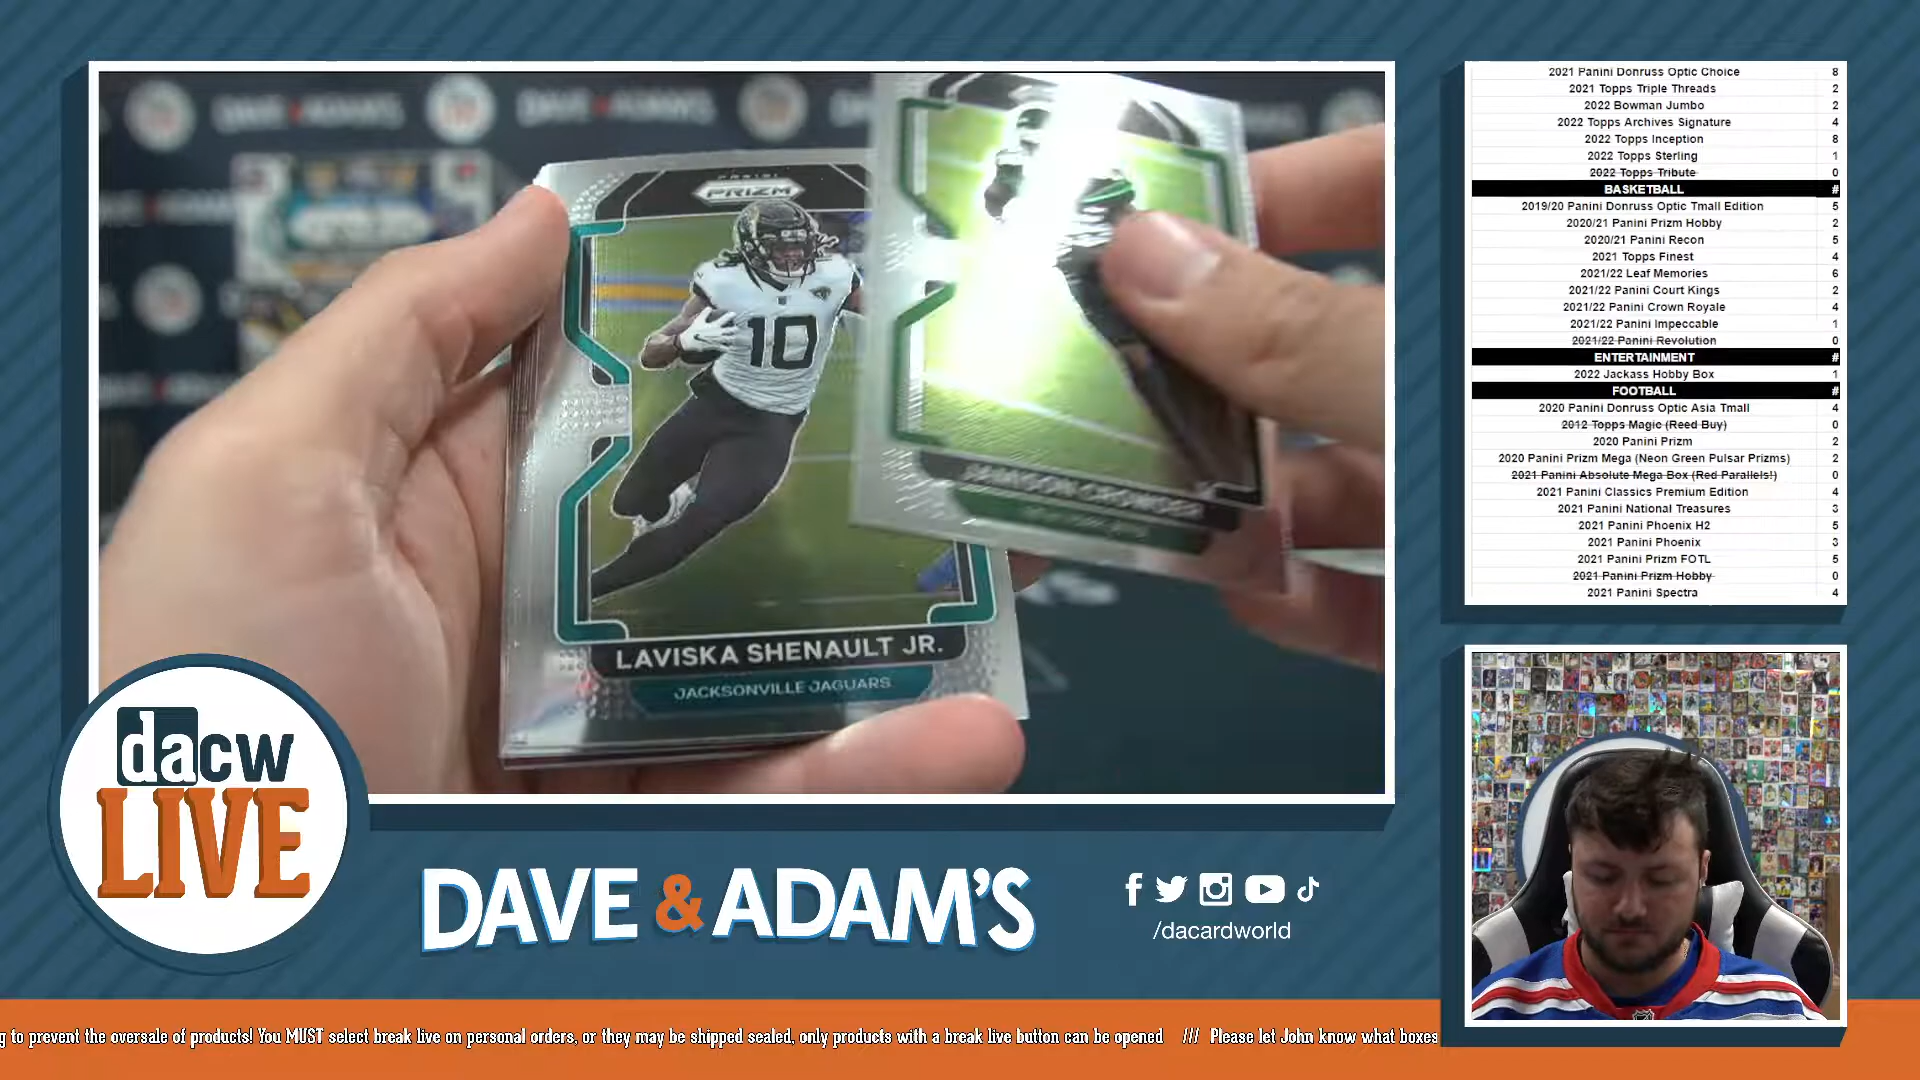 DAVE & ADAM'S
DAVE & ADAM'S
PANINI
PRIZM
10
LAVISKA SHENAULT JR.
JACKSONVILLE JAGUARS
JAMISON CROWDER
2021 Panini Donruss Optic Choice 8
2021 Topps Triple Threads 2
2022 Bowman Jumbo 2
2022 Topps Archives Signature 4
2022 Topps Inception 8
2022 Topps Sterling 1
2022 Topps Tribute 0
BASKETBALL #
2019/20 Panini Donruss Optic Tmall Edition 5
2020/21 Panini Prizm Hobby 2
2020/21 Panini Recon 5
2021 Topps Finest 4
2021/22 Leaf Memories 6
2021/22 Panini Court Kings 2
2021/22 Panini Crown Royale 4
2021/22 Panini Impeccable 1
2021/22 Panini Revolution 0
ENTERTAINMENT #
2022 Jackass Hobby Box 1
FOOTBALL #
2020 Panini Donruss Optic Asia Tmall 4
2012 Topps Magic (Reed Buy) 0
2020 Panini Prizm 2
2020 Panini Prizm Mega (Neon Green Pulsar Prizms) 2
2021 Panini Absolute Mega Box (Red Parallels!) 0
2021 Panini Classics Premium Edition 4
2021 Panini National Treasures 3
2021 Panini Phoenix H2 5
2021 Panini Phoenix 3
2021 Panini Prizm FOTL 5
2021 Panini Prizm Hobby 0
2021 Panini Spectra 4
dacw
LIVE
DAVE & ADAM'S
/dacardworld
g to prevent the oversale of products! You MUST select break live on personal orders, or they may be shipped sealed, only products with a break live button can be opened /// Please let John know what boxes